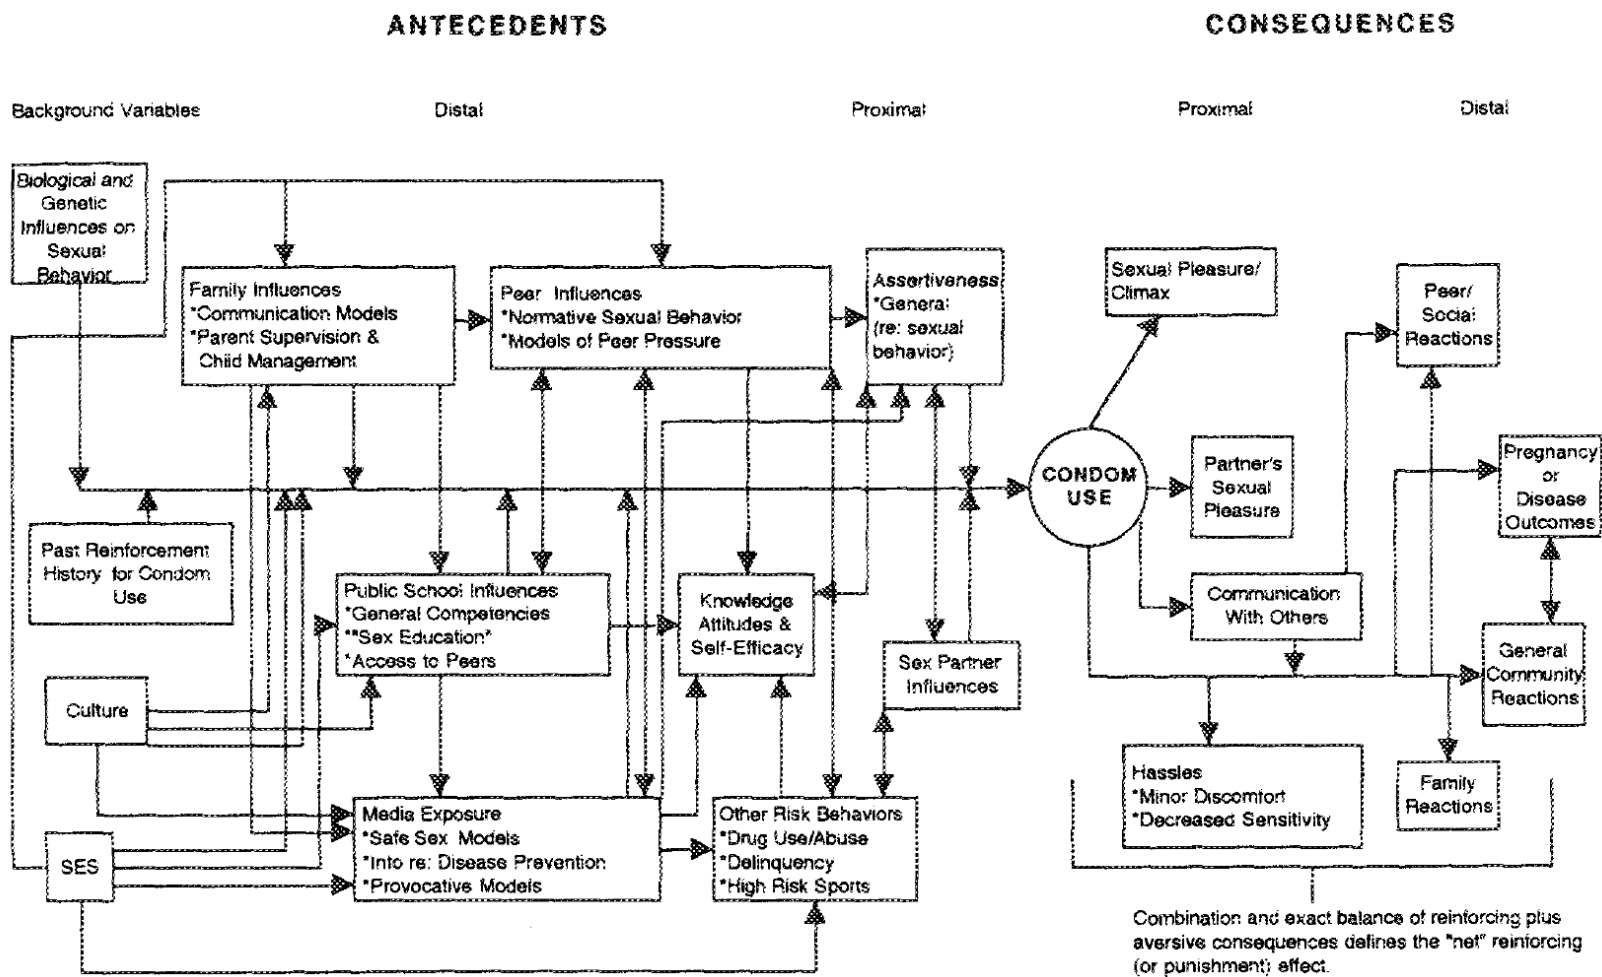 ANTECEDENTS
CONSEQUENCES
Background Variables
Distal
Proximal
Proximal
Distal
Biological and
Genetic
Influences on
Sexual
Behavior
Family Influences
*Communication Models
*Parent Supervision &
Child Management
Peer Influences
*Normative Sexual Behavior
*Models of Peer Pressure
Assertiveness
*General
(re: sexual
behavior)
Past Reinforcement
History for Condom
Use
Public School Influences
*General Competencies
*"Sex Education"
*Access to Peers
Knowledge
Attitudes &
Self-Efficacy
Sex Partner
Influences
Culture
SES
Media Exposure
*Safe Sex Models
*Into re: Disease Prevention
*Provocative Models
Other Risk Behaviors
*Drug Use/Abuse
*Delinquency
*High Risk Sports
CONDOM
USE
Sexual Pleasure/
Climax
Partner's
Sexual
Pleasure
Communication
With Others
Hassles
*Minor Discomfort
*Decreased Sensitivity
Peer/
Social
Reactions
Pregnancy
or
Disease
Outcomes
General
Community
Reactions
Family
Reactions
Combination and exact balance of reinforcing plus
aversive consequences defines the "net" reinforcing
(or punishment) effect.